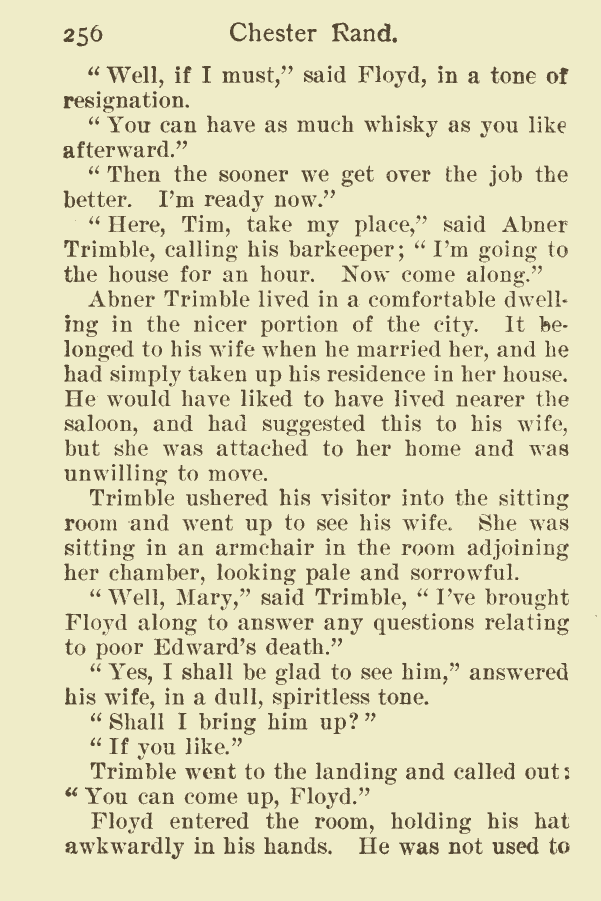 256 Chester Rand.
“ Well, if I must,” said Floyd, in a tone of
resignation.
“ You can have as much whisky as you like
afterward.”
“ Then the sooner we get over the job the
better. I’m ready now.”
“ Here, Tim, take my place,” said Abner
Trimble, calling his barkeeper; “ I’m going to
the house for an hour. Now come along.”
Abner Trimble lived in a comfortable dwell-
ing in the nicer portion of the city. It be-
longed to his wife when he married her, and he
had simply taken up his residence in her house.
He would have liked to have lived nearer the
saloon, and had suggested this to his wife,
but she was attached to her home and was
unwilling to move.
Trimble ushered his visitor into the sitting
room and went up to see his wife. She was
sitting in an armchair in the room adjoining
her chamber, looking pale and sorrowful.
“ Well, Mary,” said Trimble, “ I’ve brought
Floyd along to answer any questions relating
to poor Edward’s death.”
“ Yes, I shall be glad to see him,” answered
his wife, in a dull, spiritless tone.
“ Shall I bring him up? ”
“ If you like.”
Trimble went to the landing and called out:
“ You can come up, Floyd.”
Floyd entered the room, holding his hat
awkwardly in his hands. He was not used to